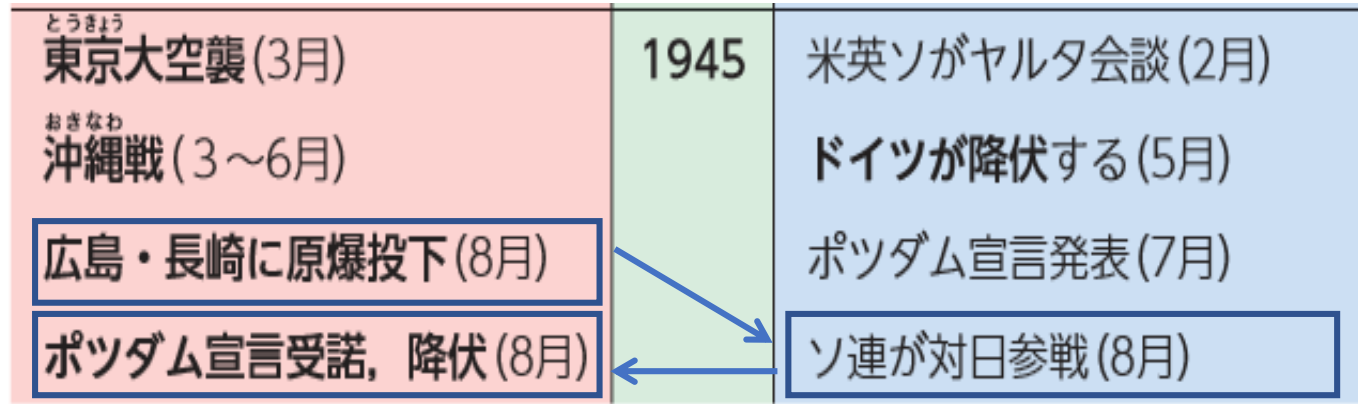 とうきょう
東京大空襲(3月)
おきなわ
沖縄戦(3〜6月)
広島・長崎に原爆投下(8月)
ポツダム宣言受諾，降伏(8月)
1945
米英ソがヤルタ会談(2月)
ドイツが降伏する(5月)
ポツダム宣言発表(7月)
ソ連が対日参戦(8月)